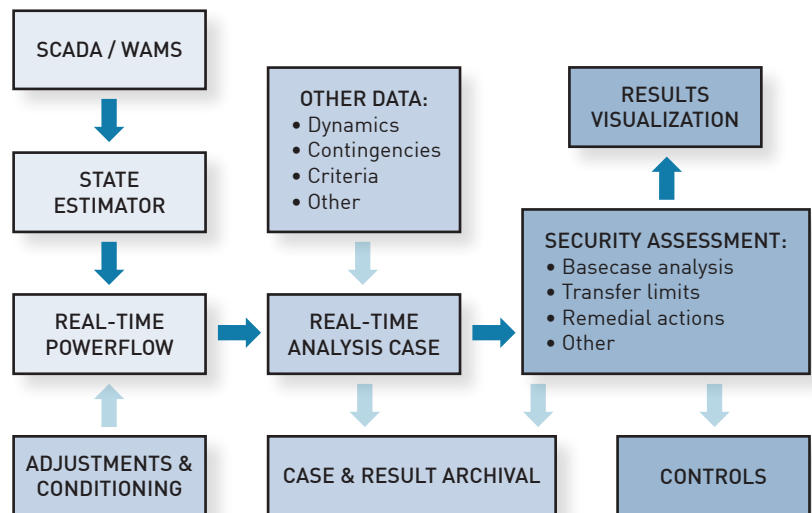 SCADA / WAMS
STATE
ESTIMATOR
REAL-TIME
POWERFLOW
ADJUSTMENTS &
CONDITIONING
OTHER DATA:
• Dynamics
• Contingencies
• Criteria
• Other
REAL-TIME
ANALYSIS CASE
CASE & RESULT ARCHIVAL
RESULTS
VISUALIZATION
SECURITY ASSESSMENT:
• Basecase analysis
• Transfer limits
• Remedial actions
• Other
CONTROLS